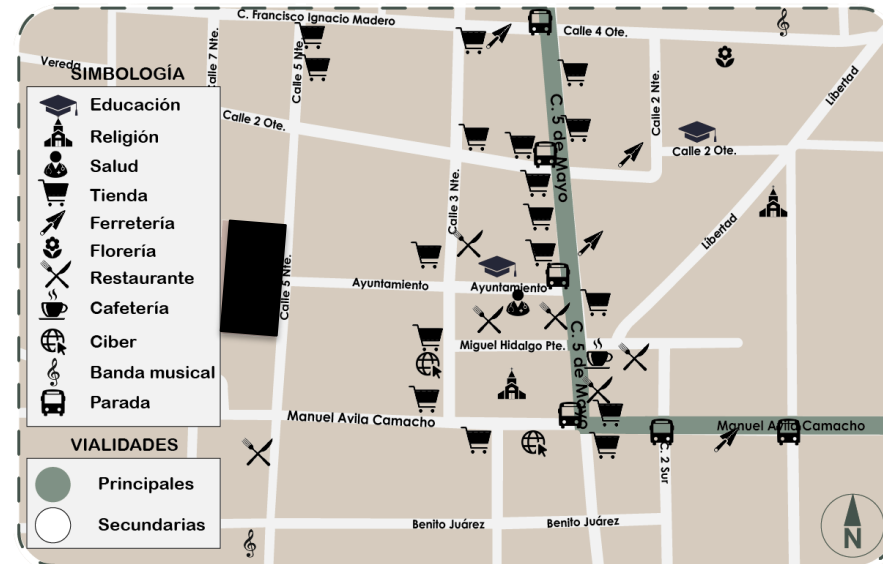 C. Francisco Ignacio Madero
Calle 4 Ote.
Vereda
Calle 7 Nte.
Calle 5 Nte.
SIMBOLOGÍA
Educación
Religión
Salud
Tienda
Ferretería
Florería
Restaurante
Cafetería
Ciber
Banda musical
Parada
VIALIDADES
Principales
Secundarias
Calle 2 Ote.
C. 5 de Mayo
Calle 2 Nte.
Libertad
Calle 2 Ote.
Calle 3 Nte.
Libertad
Calle 5 Nte.
Ayuntamiento
Ayuntamiento
C. 5 de Mayo
Miguel Hidalgo Pte.
Manuel Avila Camacho
Manuel Avila Camacho
C. 2 Sur
Benito Juárez
Benito Juárez
N